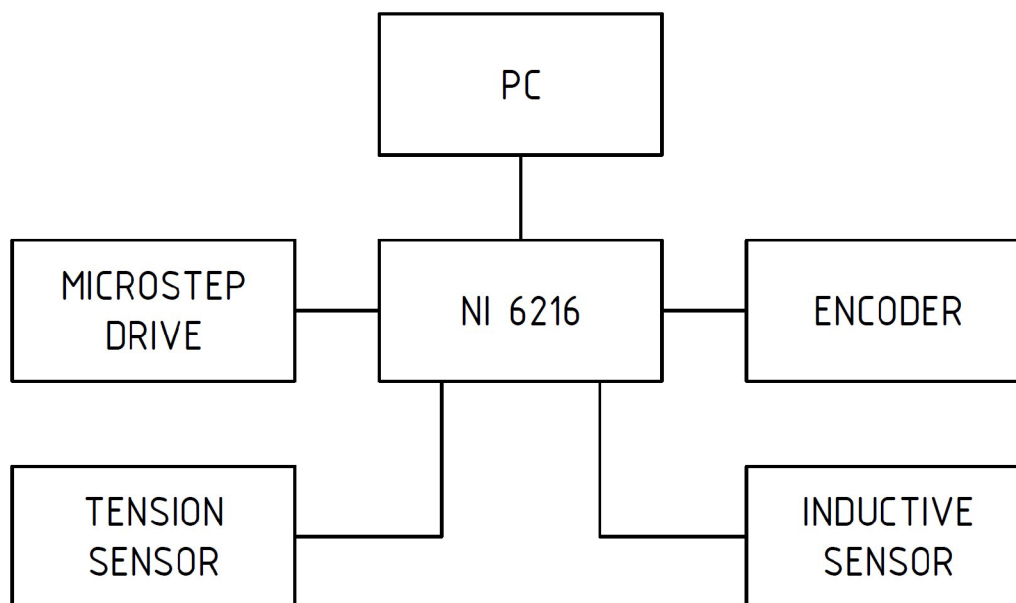 PC
MICROSTEP
DRIVE
NI 6216
ENCODER
TENSION
SENSOR
INDUCTIVE
SENSOR